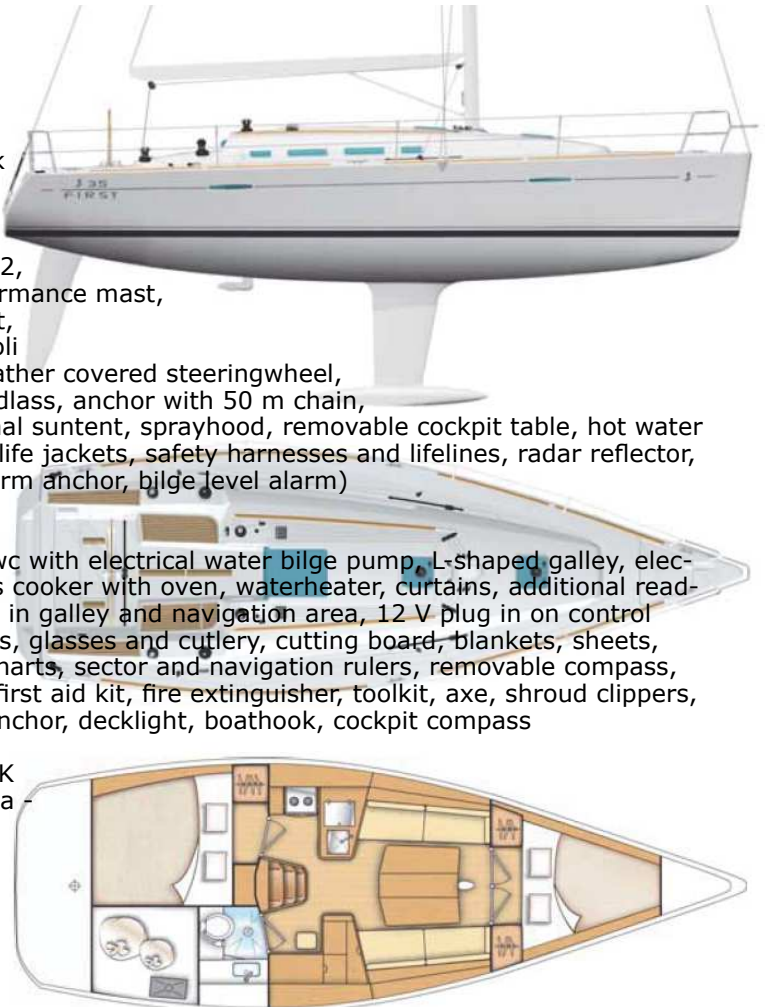 J 35
FIRST
2,
rmance mast,
t,
oli
ather covered steeringwheel,
dlass, anchor with 50 m chain,
al suntent, sprayhood, removable cockpit table, hot water
life jackets, safety harnesses and lifelines, radar reflector,
rm anchor, bilge level alarm)
wc with electrical water bilge pump, L-shaped galley, elec-
s cooker with oven, waterheater, curtains, additional read-
in galley and navigation area, 12 V plug in on control
s, glasses and cutlery, cutting board, blankets, sheets,
harts, sector and navigation rulers, removable compass,
first aid kit, fire extinguisher, toolkit, axe, shroud clippers,
nchor, decklight, boathook, cockpit compass
K
a -